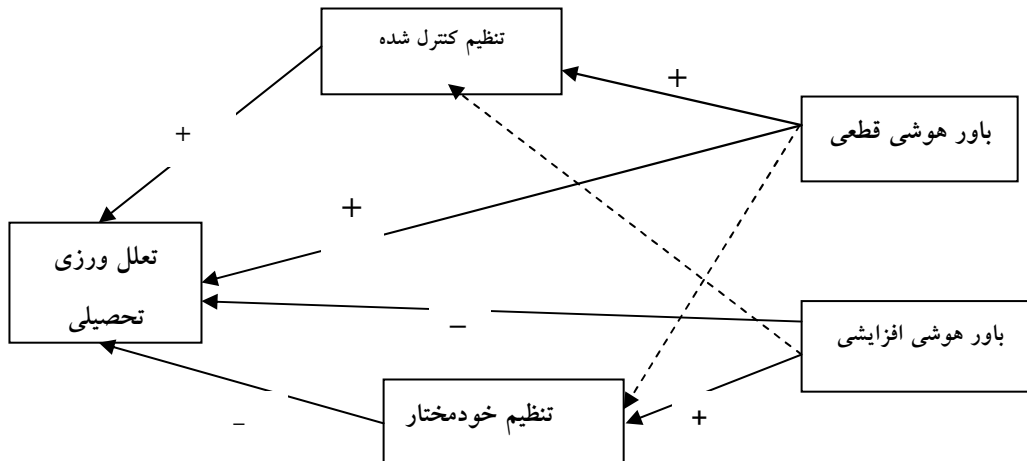 تنظیم کنترل شده
+
باور هوشی قطعی
+
+
تعلل ورزی
تحصیلی
–
باور هوشی افزایشی
تنظیم خودمختار
+
–